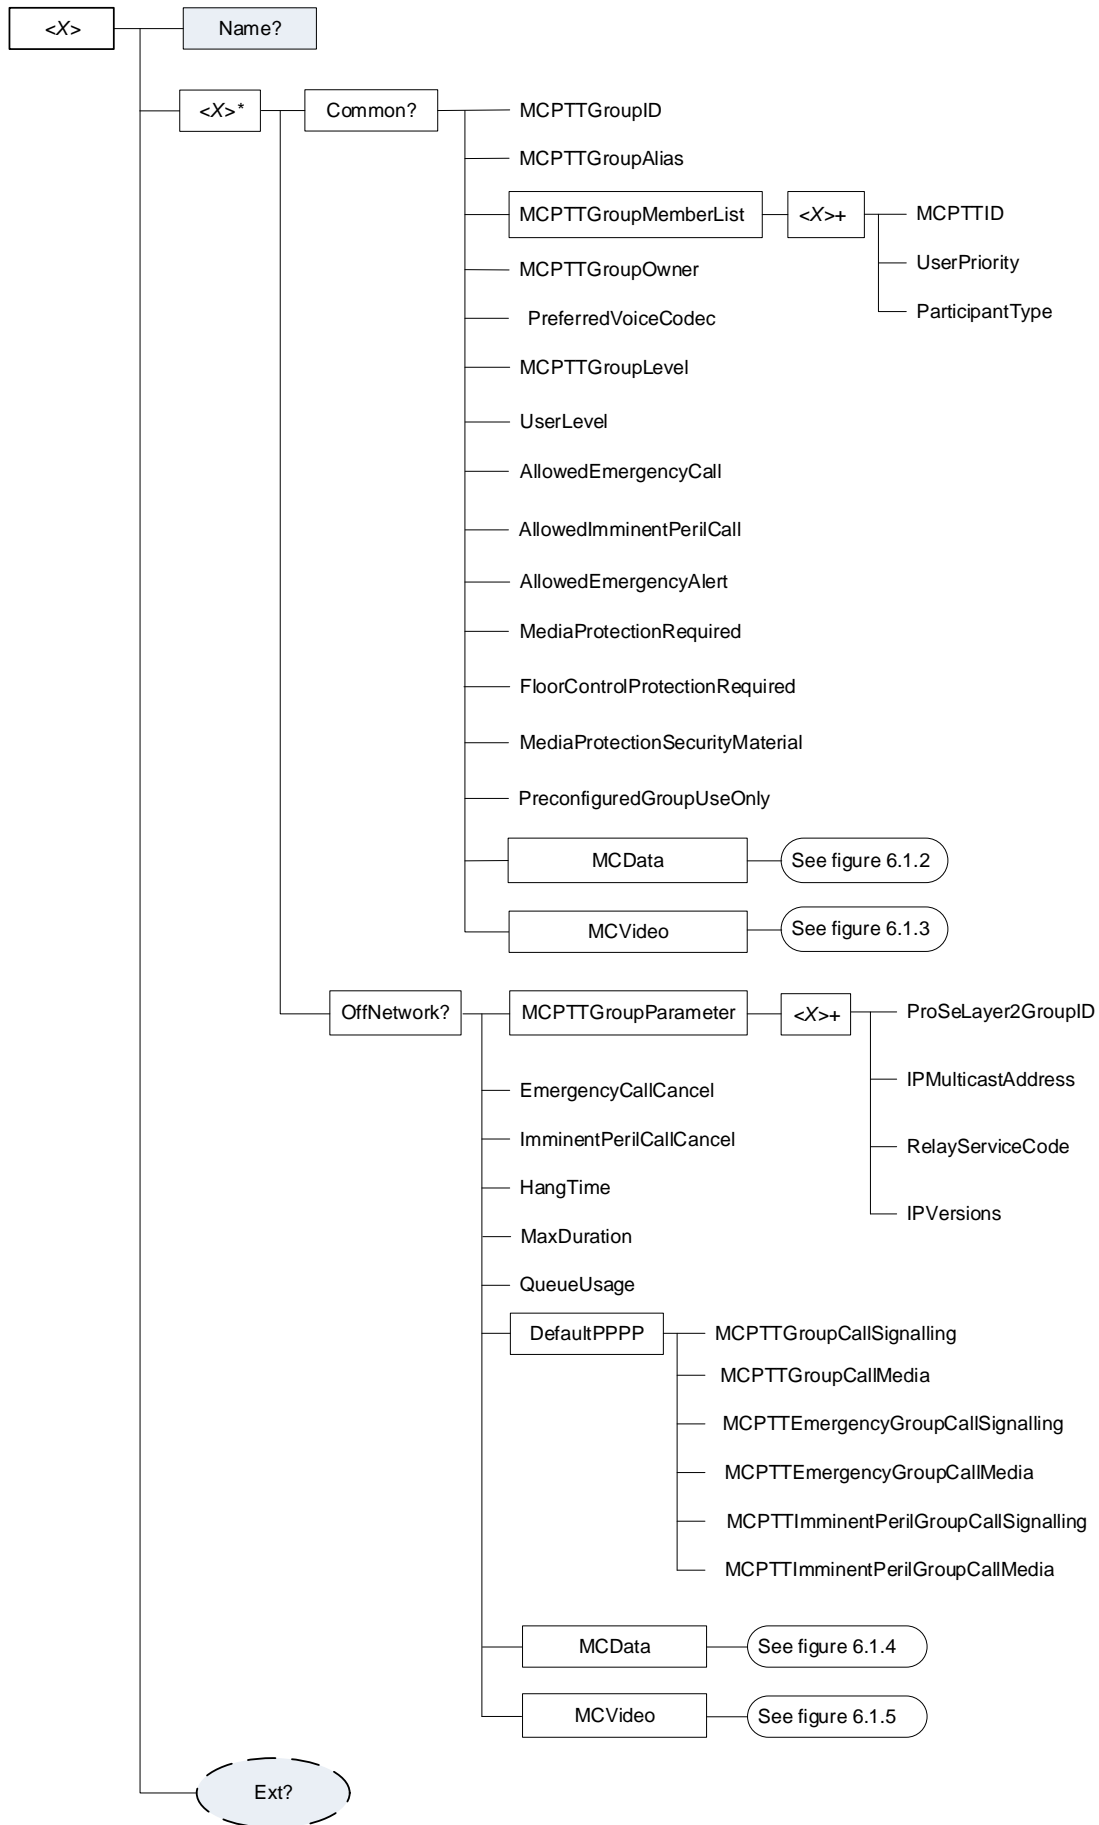 <X>
Name?
<X>*
Common?
MCPTTGroupID
MCPTTGroupAlias
MCPTTGroupMemberList
<X>+
MCPTTID
UserPriority
ParticipantType
MCPTTGroupOwner
PreferredVoiceCodec
MCPTTGroupLevel
UserLevel
AllowedEmergencyCall
AllowedImminentPerilCall
AllowedEmergencyAlert
MediaProtectionRequired
FloorControlProtectionRequired
MediaProtectionSecurityMaterial
PreconfiguredGroupUseOnly
MCData
See figure 6.1.2
MCVideo
See figure 6.1.3
OffNetwork?
MCPTTGroupParameter
<X>+
ProSeLayer2GroupID
IPMulticastAddress
RelayServiceCode
IPVersions
EmergencyCallCancel
ImminentPerilCallCancel
HangTime
MaxDuration
QueueUsage
DefaultPPPP
MCPTTGroupCallSignalling
MCPTTGroupCallMedia
MCPTTEmergencyGroupCallSignalling
MCPTTEmergencyGroupCallMedia
MCPTTImminentPerilGroupCallSignalling
MCPTTImminentPerilGroupCallMedia
MCData
See figure 6.1.4
MCVideo
See figure 6.1.5
Ext?